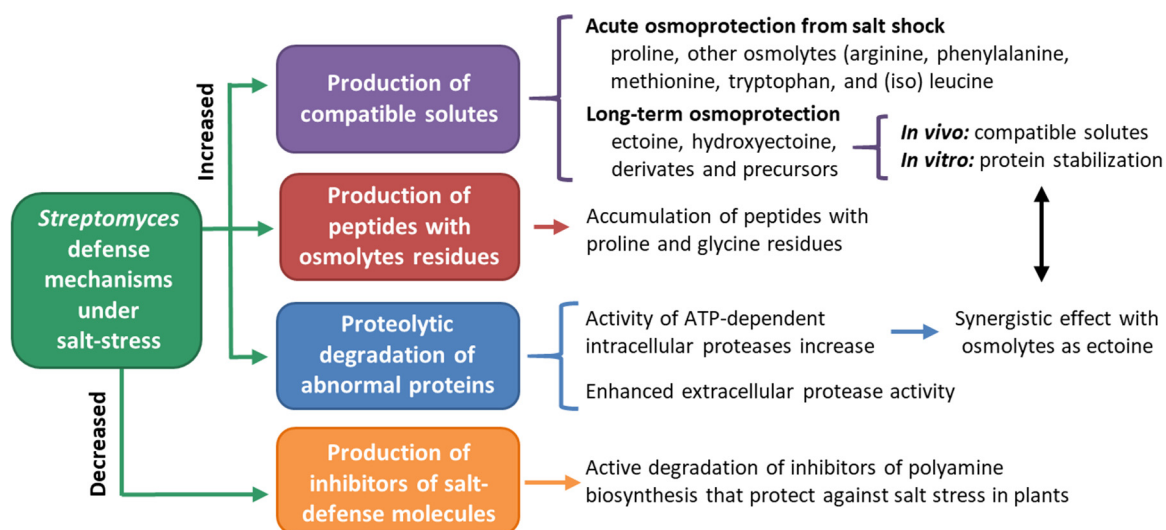 Streptomyces
defense
mechanisms
under
salt-stress
Increased
Decreased
Production of
compatible solutes
Acute osmoprotection from salt shock
proline, other osmolytes (arginine, phenylalanine,
methionine, tryptophan, and (iso) leucine
Long-term osmoprotection
ectoine, hydroxyectoine,
derivates and precursors
In vivo: compatible solutes
In vitro: protein stabilization
Production of
peptides with
osmolytes residues
Accumulation of peptides with
proline and glycine residues
Proteolytic
degradation of
abnormal proteins
Activity of ATP-dependent
intracellular proteases increase
Synergistic effect with
osmolytes as ectoine
Enhanced extracellular protease activity
Production of
inhibitors of salt-
defense molecules
Active degradation of inhibitors of polyamine
biosynthesis that protect against salt stress in plants